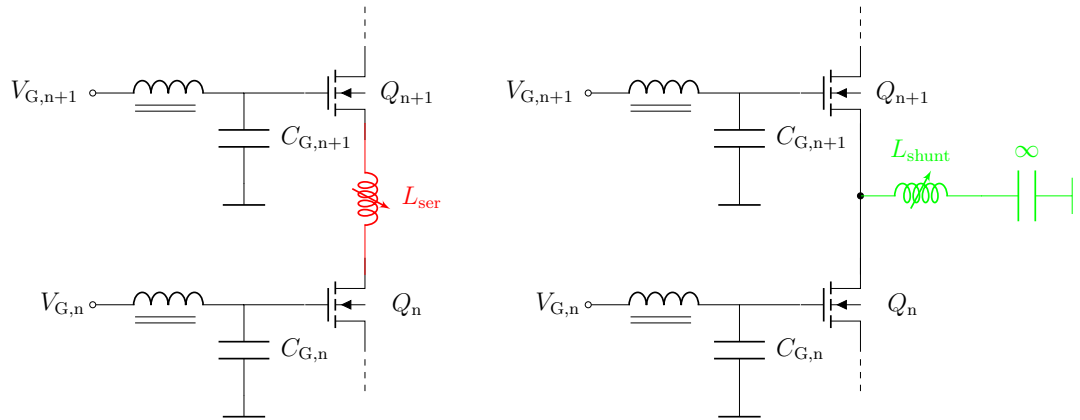 V_G,n+1
Q_n+1
C_G,n+1
L_ser
V_G,n
Q_n
C_G,n
V_G,n+1
Q_n+1
C_G,n+1
L_shunt
∞
V_G,n
Q_n
C_G,n